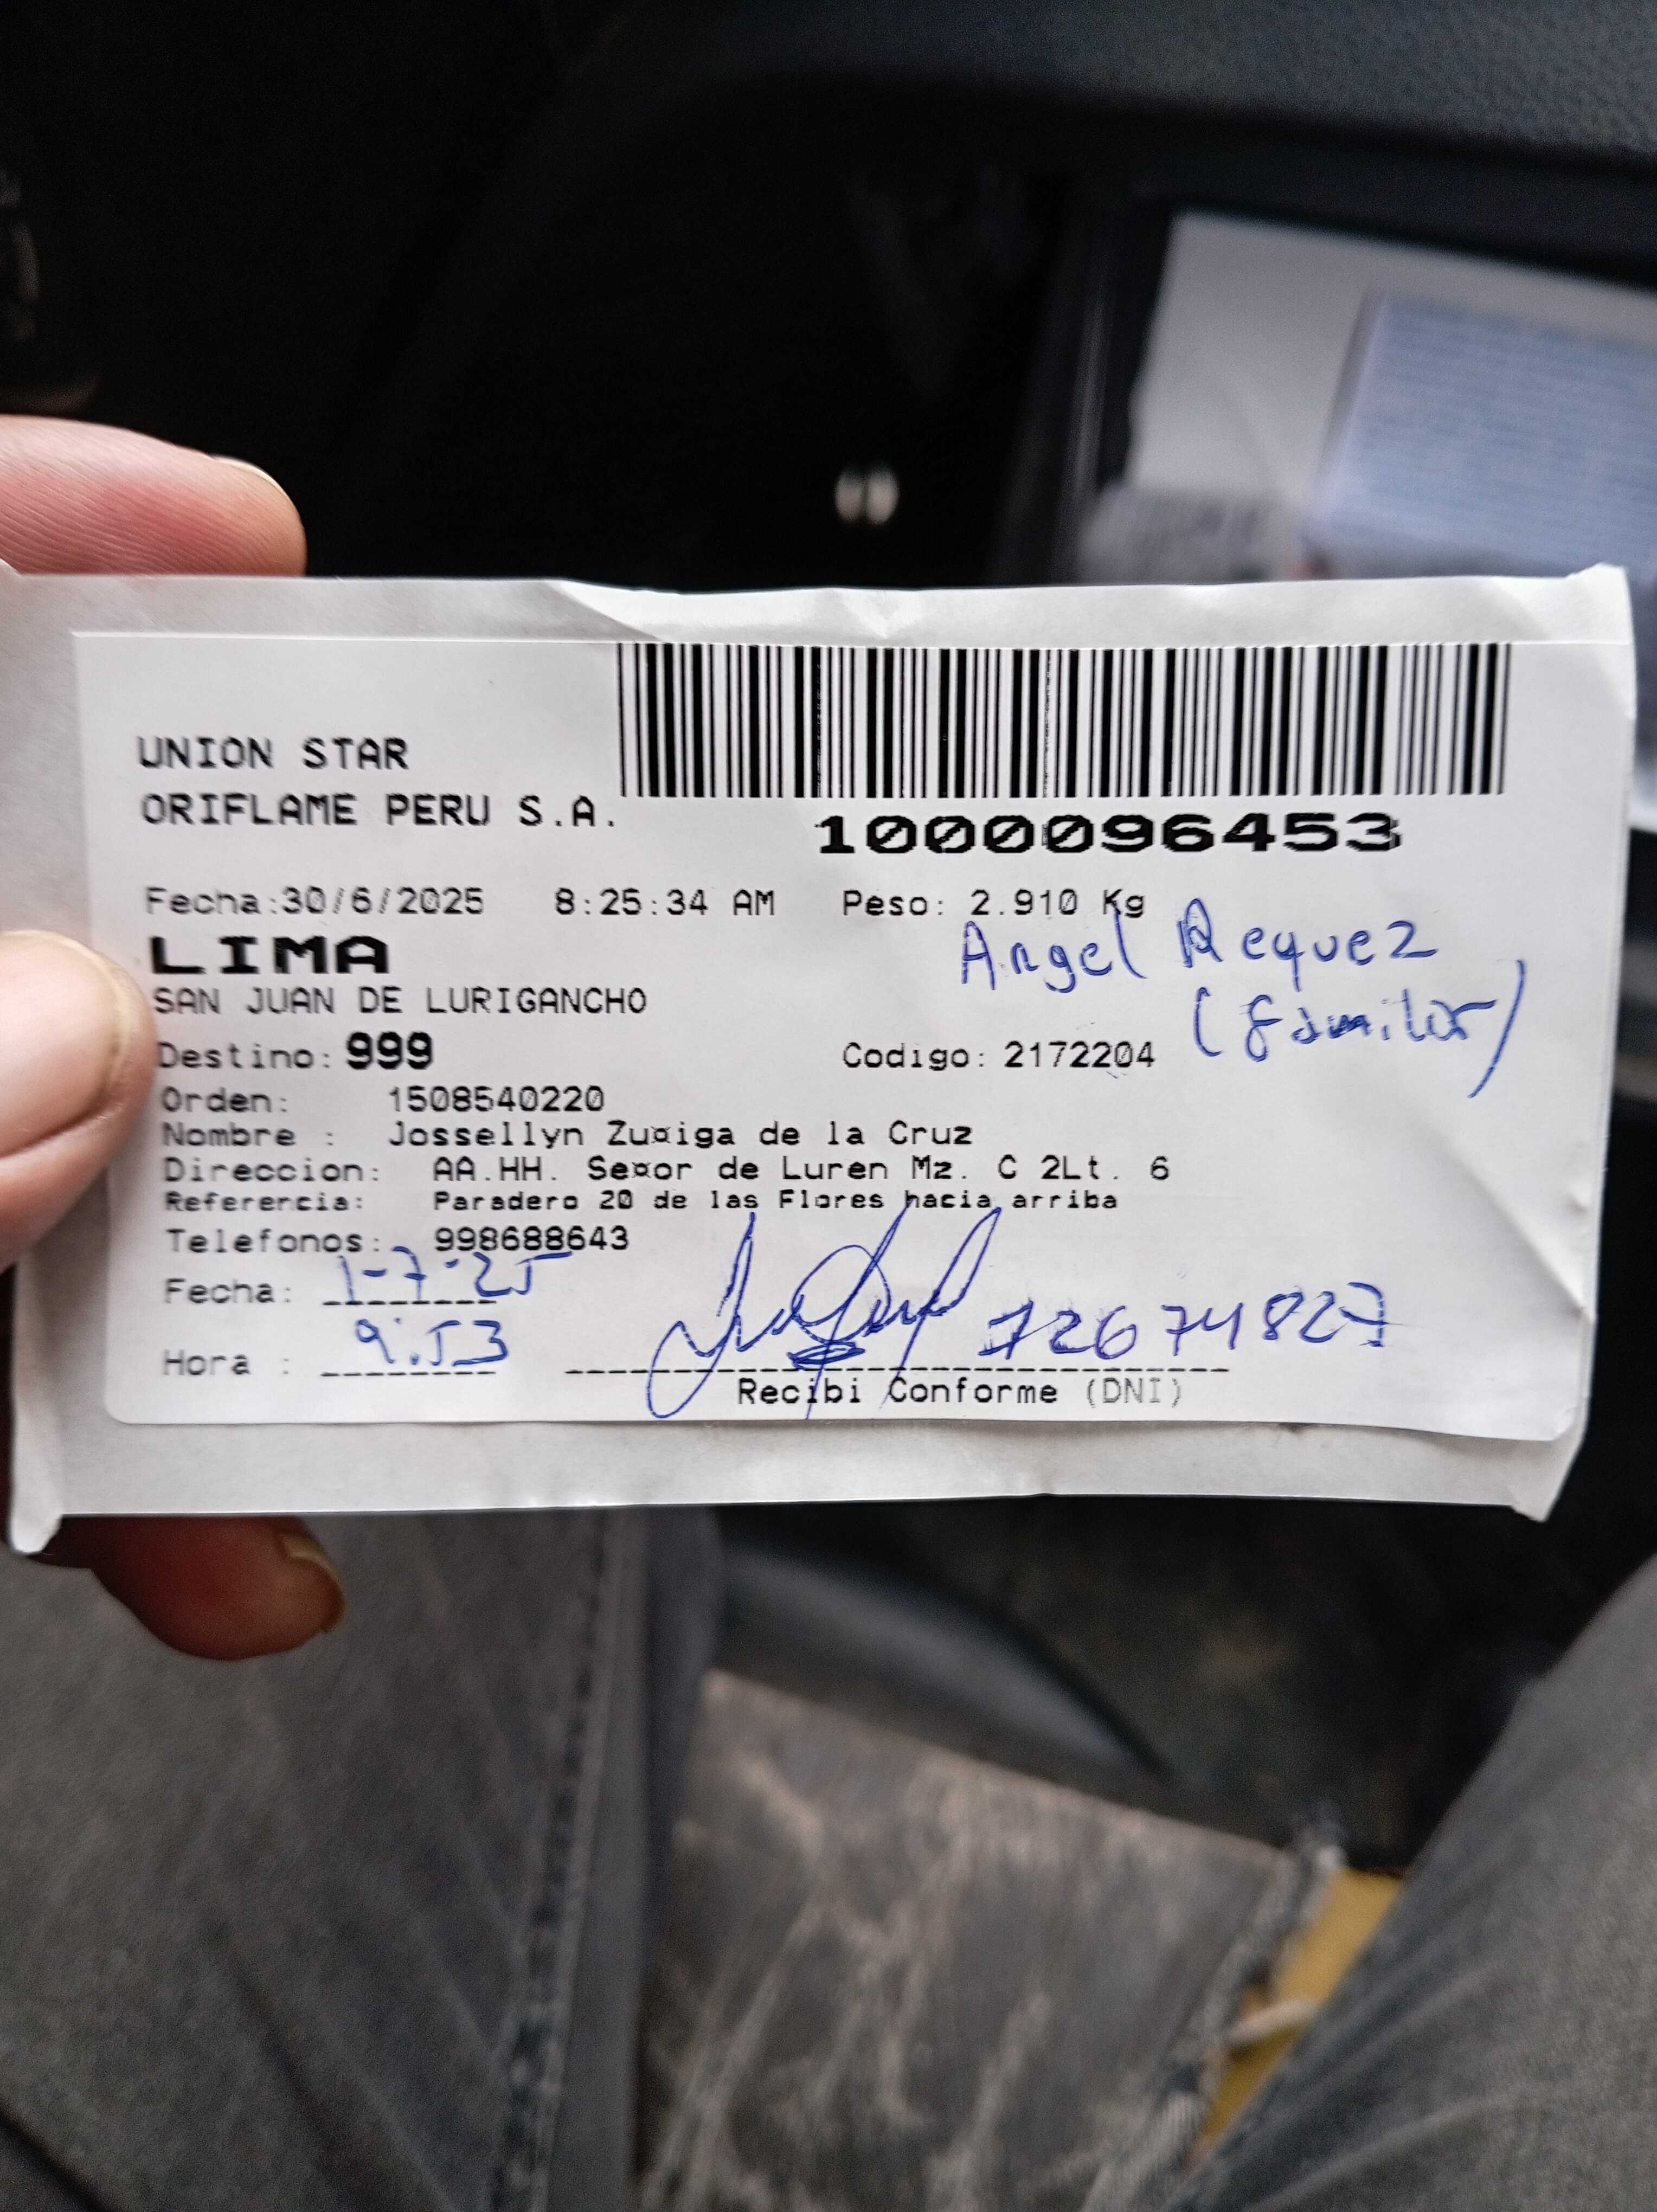 UNION STAR
ORIFLAME PERU S.A.
1000096453
Fecha:30/6/2025 8:25:34 AM Peso: 2.910 Kg
Angel Requez
LIMA
SAN JUAN DE LURIGANCHO
(familiar)
Destino: 999 Codigo: 2172204
Orden: 1508540220
Nombre : Jossellyn Zu¤iga de la Cruz
Direccion: AA.HH. Se¤or de Luren Mz. C 2Lt. 6
Referencia: Paradero 20 de las Flores hacia arriba
Telefonos: 998688643
Fecha: 1-7-25
Hora : 9:53 72674827
Recibi Conforme (DNI)